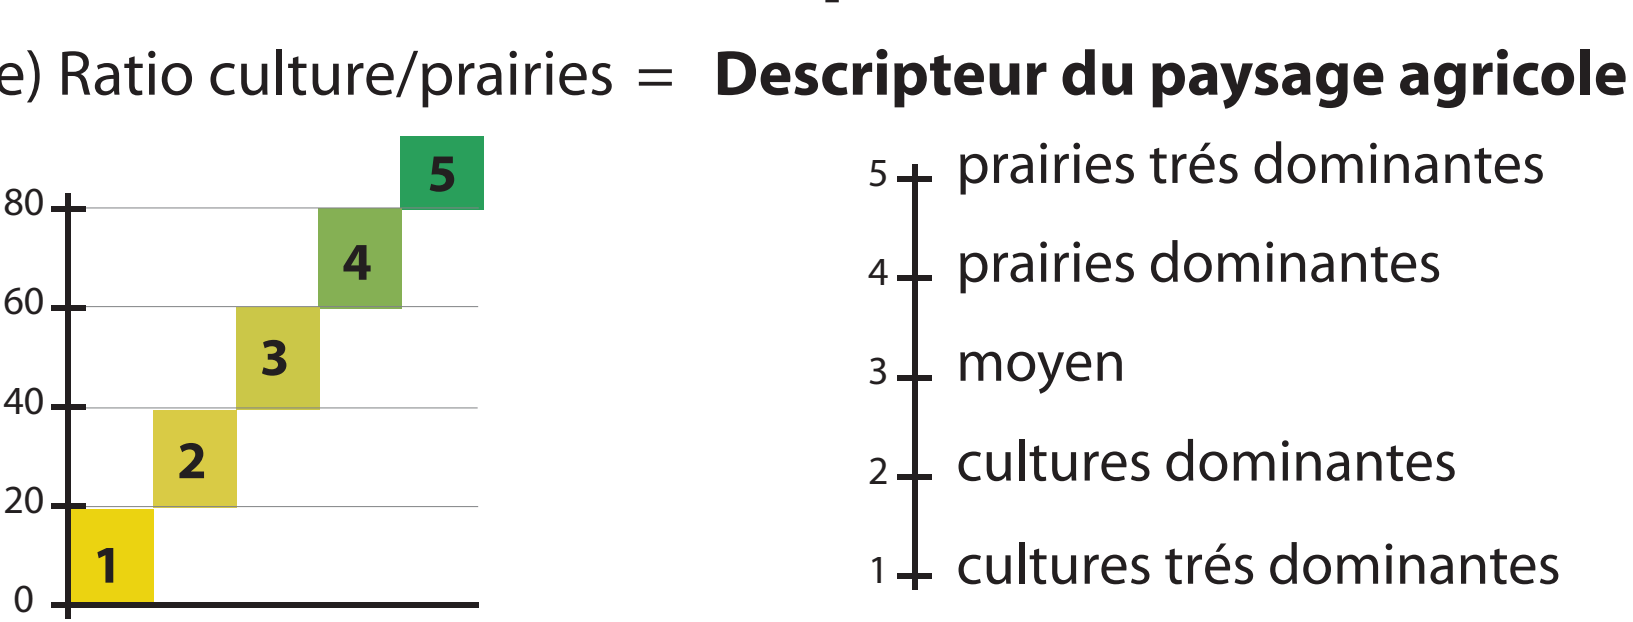 e) Ratio culture/prairies = Descripteur du paysage agricole
5
80
4
60
3
40
2
20
1
0
5 prairies trés dominantes
4 prairies dominantes
3 moyen
2 cultures dominantes
1 cultures trés dominantes